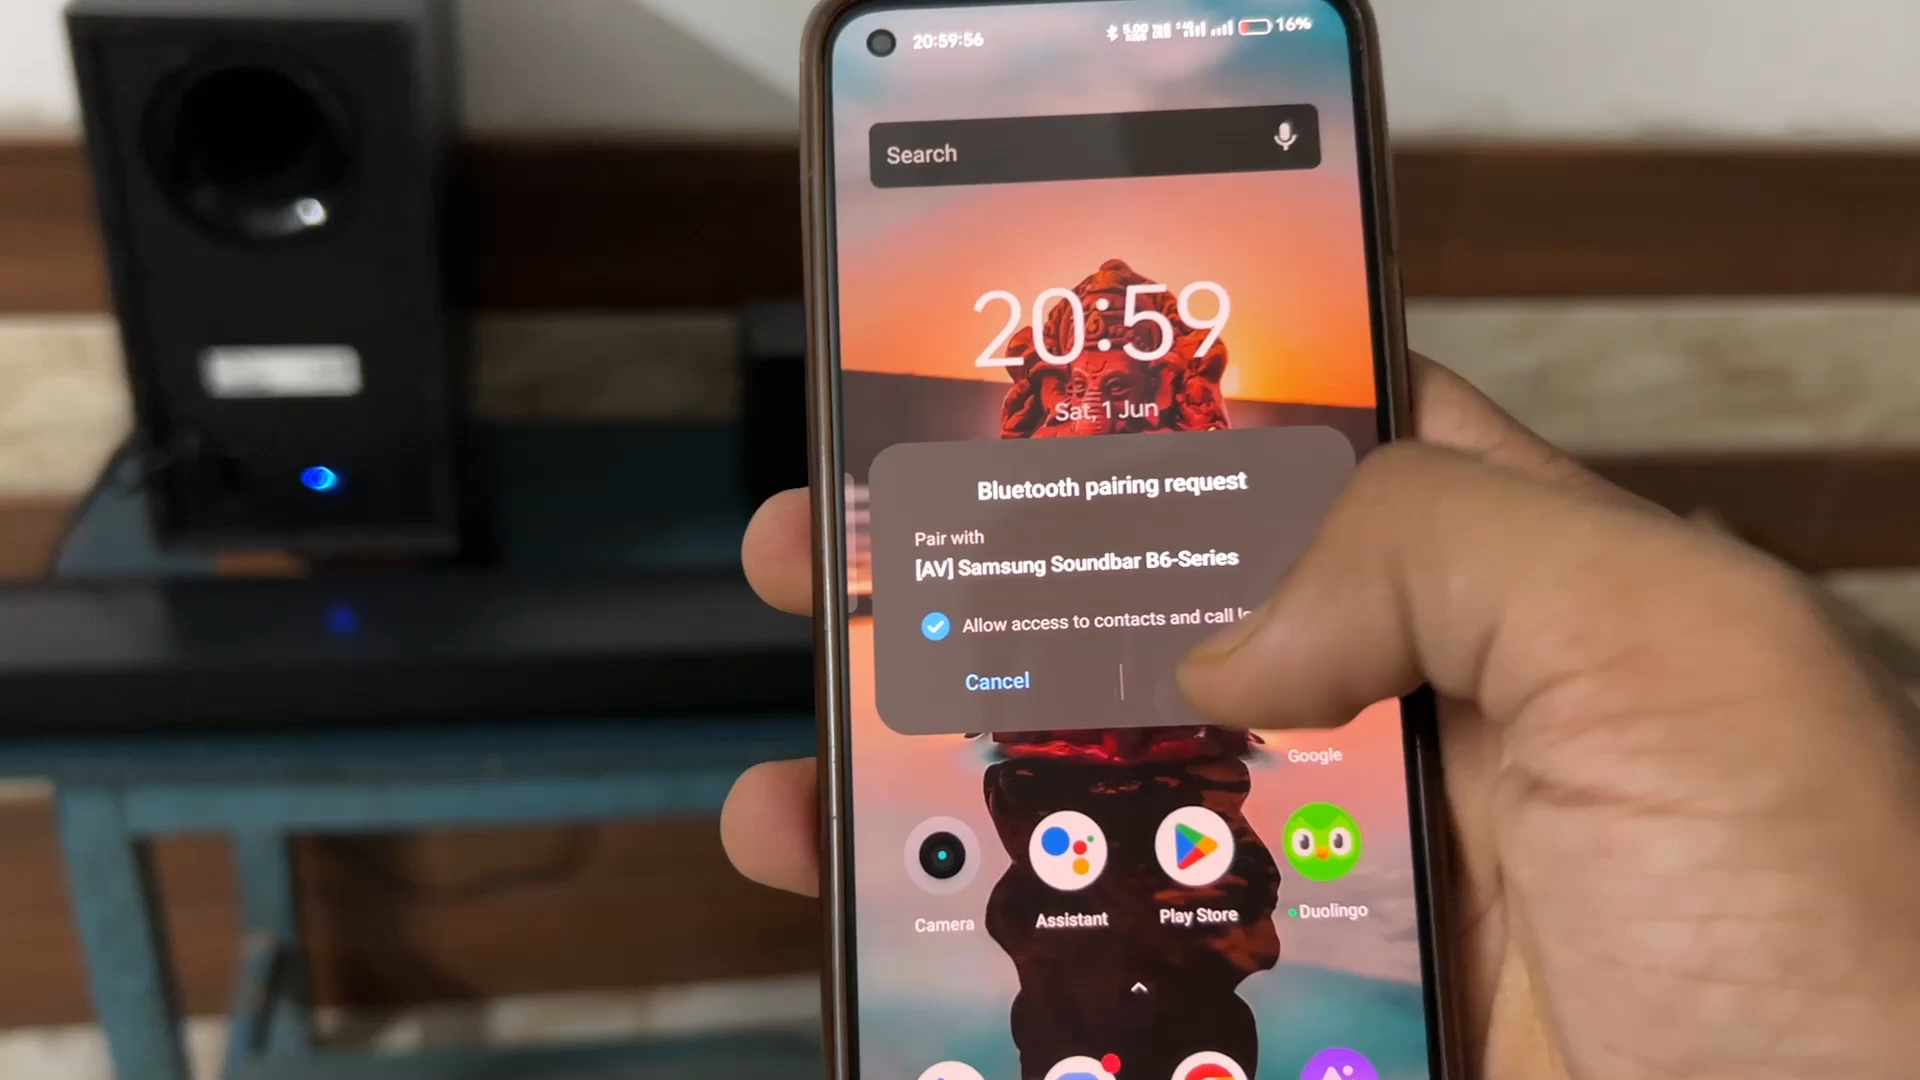 20:59:56
16%
Search
20:59
Sat, 1 Jun
Bluetooth pairing request
Pair with
[AV] Samsung Soundbar B6-Series
Allow access to contacts and call
Cancel
Google
Camera
Assistant
Play Store
Duolingo